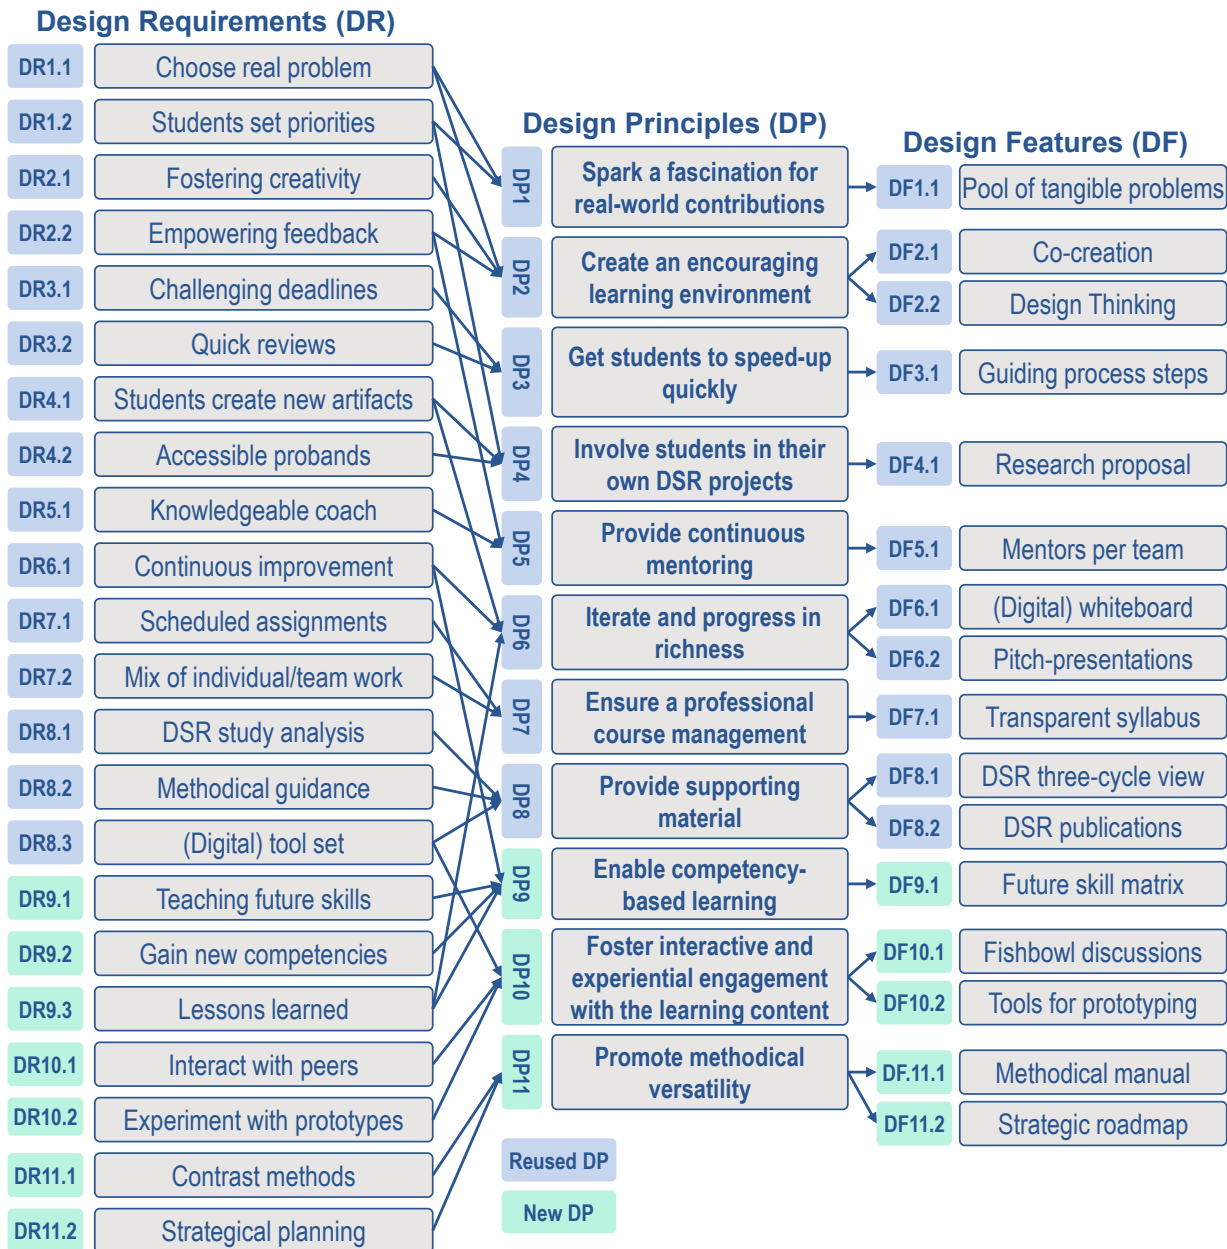 Design Requirements (DR)
DR1.1 Choose real problem
DR1.2 Students set priorities
DR2.1 Fostering creativity
DR2.2 Empowering feedback
DR3.1 Challenging deadlines
DR3.2 Quick reviews
DR4.1 Students create new artifacts
DR4.2 Accessible probands
DR5.1 Knowledgeable coach
DR6.1 Continuous improvement
DR7.1 Scheduled assignments
DR7.2 Mix of individual/team work
DR8.1 DSR study analysis
DR8.2 Methodical guidance
DR8.3 (Digital) tool set
DR9.1 Teaching future skills
DR9.2 Gain new competencies
DR9.3 Lessons learned
DR10.1 Interact with peers
DR10.2 Experiment with prototypes
DR11.1 Contrast methods
DR11.2 Strategical planning
Design Principles (DP)
DP1
Spark a fascination for
real-world contributions
DP2
Create an encouraging
learning environment
DP3
Get students to speed-up
quickly
DP4
Involve students in their
own DSR projects
DP5
Provide continuous
mentoring
DP6
Iterate and progress in
richness
DP7
Ensure a professional
course management
DP8
Provide supporting
material
DP9
Enable competency-
based learning
DP10
Foster interactive and
experiential engagement
with the learning content
DP11
Promote methodical
versatility
Reused DP
New DP
Design Features (DF)
DF1.1 Pool of tangible problems
DF2.1 Co-creation
DF2.2 Design Thinking
DF3.1 Guiding process steps
DF4.1 Research proposal
DF5.1 Mentors per team
DF6.1 (Digital) whiteboard
DF6.2 Pitch-presentations
DF7.1 Transparent syllabus
DF8.1 DSR three-cycle view
DF8.2 DSR publications
DF9.1 Future skill matrix
DF10.1 Fishbowl discussions
DF10.2 Tools for prototyping
DF.11.1 Methodical manual
DF11.2 Strategic roadmap